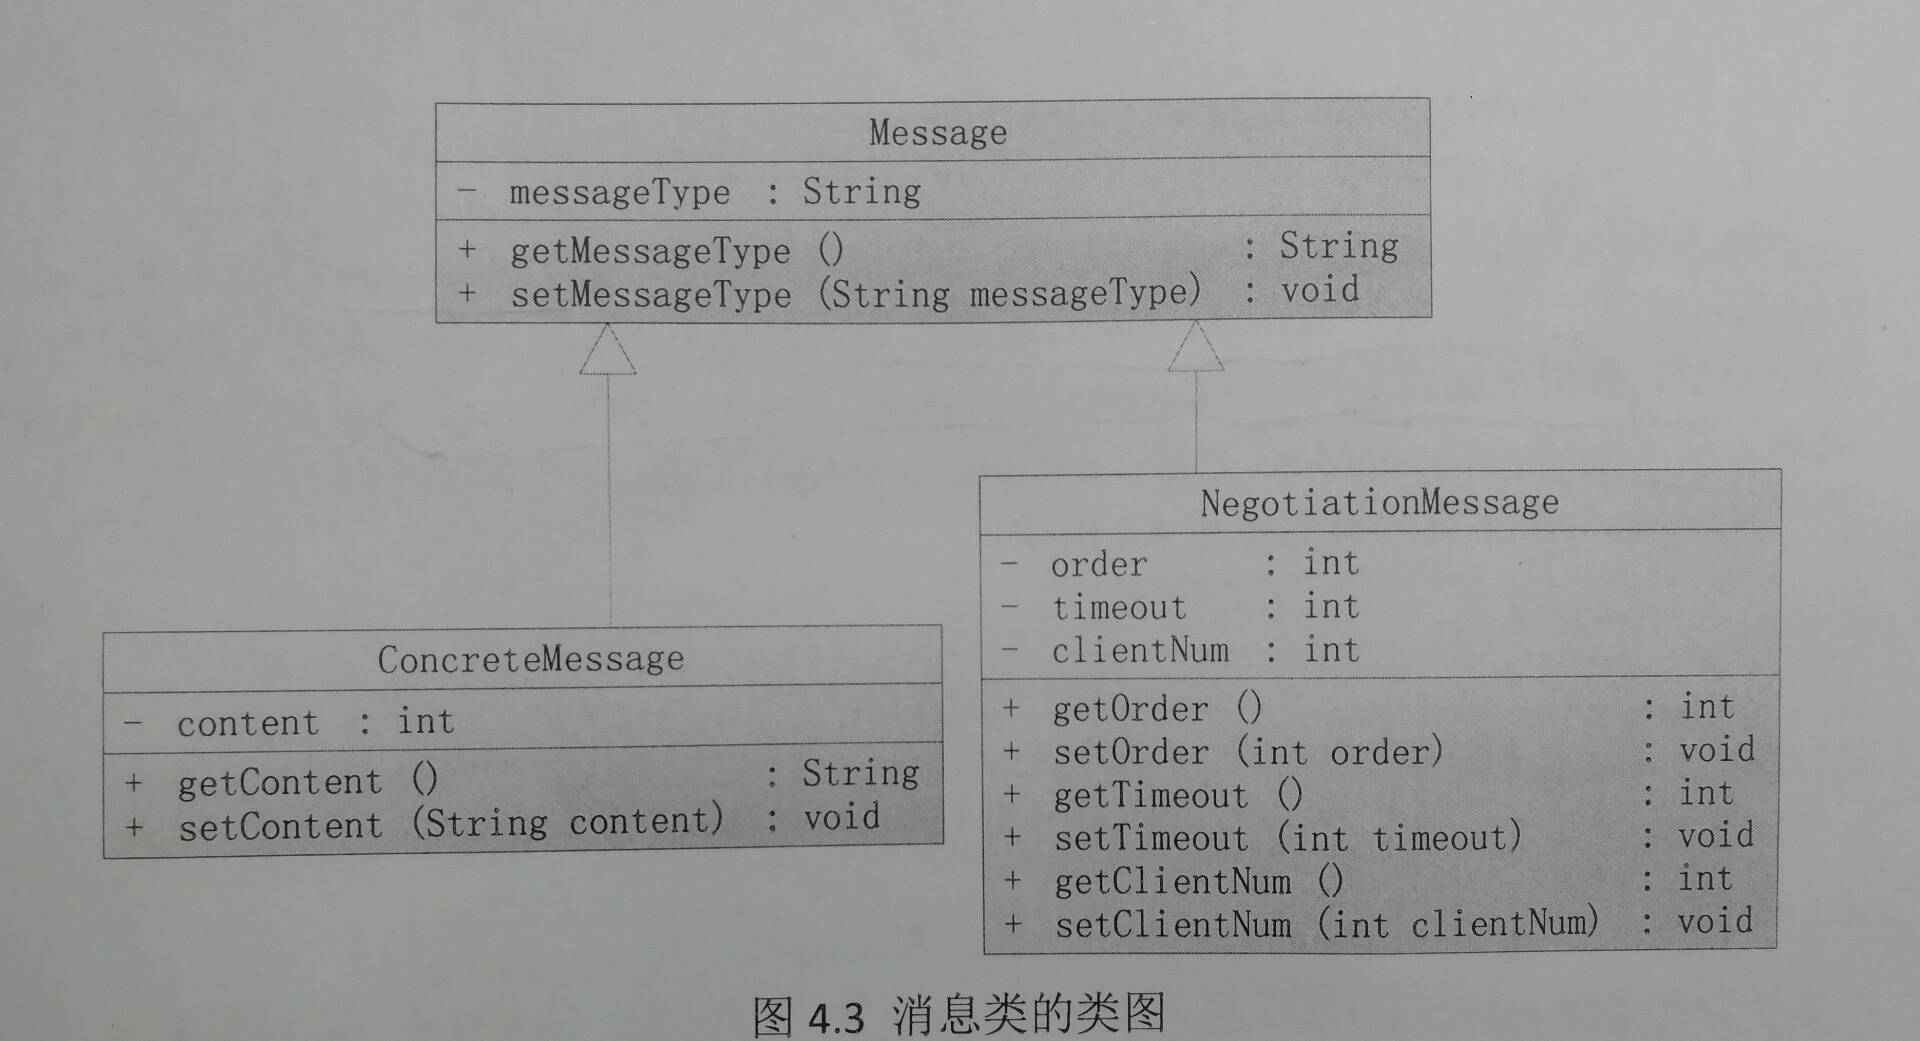 Message
- messageType : String
+ getMessageType () : String
+ setMessageType (String messageType) : void
ConcreteMessage
- content : int
+ getContent () : String
+ setContent (String content) : void
NegotiationMessage
- order : int
- timeout : int
- clientNum : int
+ getOrder () : int
+ setOrder (int order) : void
+ getTimeout () : int
+ setTimeout (int timeout) : void
+ getClientNum () : int
+ setClientNum (int clientNum) : void
图 4.3 消息类的类图